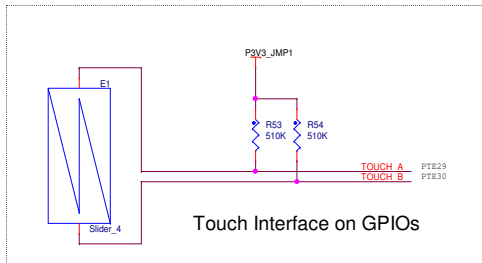 P3V3_JMP1
E1
R53
510K
R54
510K
TOUCH_A PTE29
TOUCH_B PTE30
Slider_4
Touch Interface on GPIOs